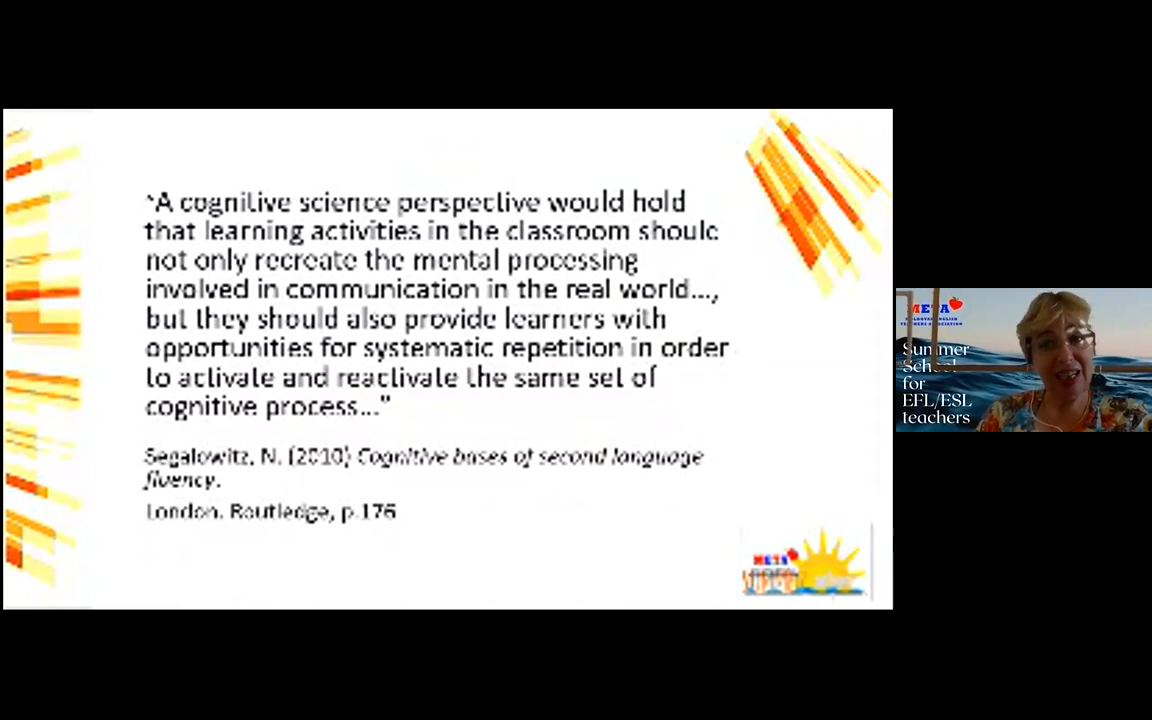 “A cognitive science perspective would hold
that learning activities in the classroom should
not only recreate the mental processing
involved in communication in the real world...,
but they should also provide learners with
opportunities for systematic repetition in order
to activate and reactivate the same set of
cognitive process...”
Segalowitz, N. (2010) Cognitive bases of second language
fluency.
London. Routledge, p.176
META
META
Summer
School
for
EFL/ESL
teachers